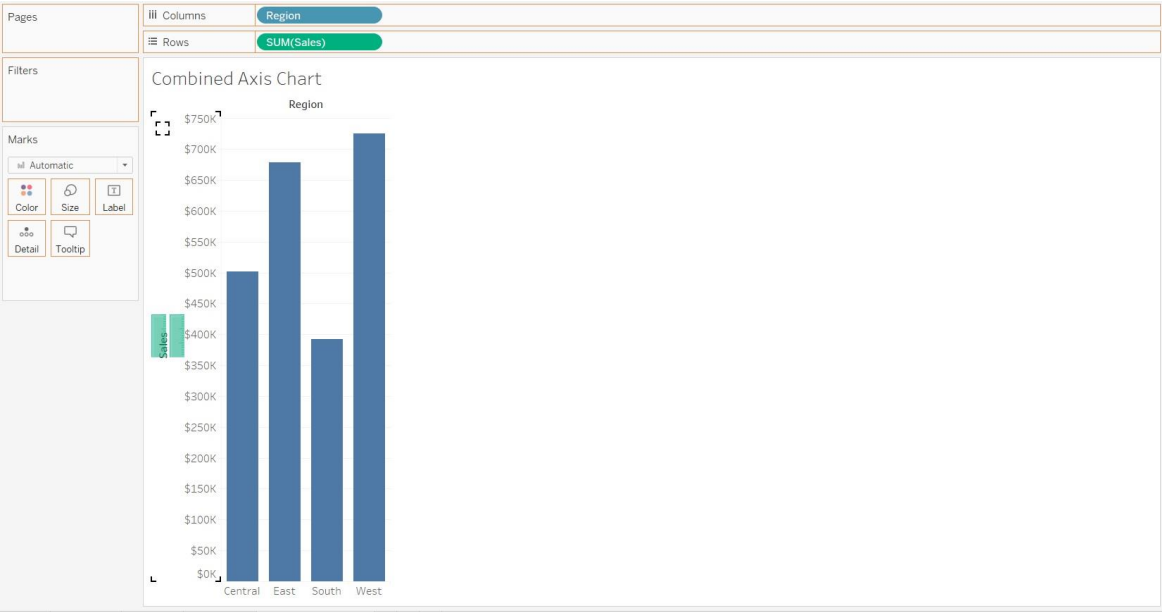 Pages
Columns Region
Rows SUM(Sales)
Filters
Marks
Automatic
Color Size Label
Detail Tooltip
Combined Axis Chart
Region
$750K
$700K
$650K
$600K
$550K
$500K
$450K
$400K
$350K
$300K
$250K
$200K
$150K
$100K
$50K
$0K
Sales
Central East South West